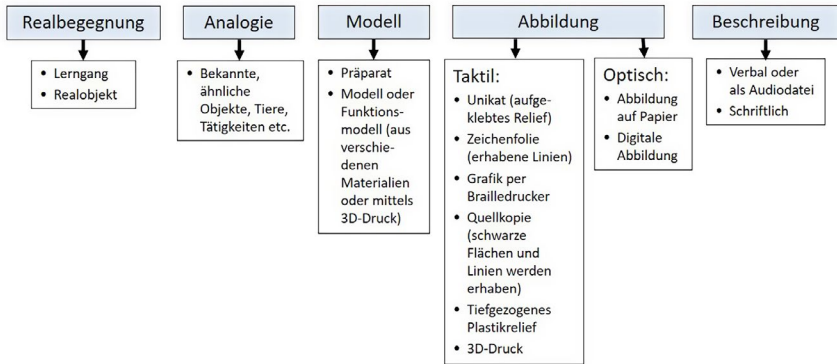 Realbegegnung
• Lerngang
• Realobjekt
Analogie
• Bekannte,
ähnliche
Objekte, Tiere,
Tätigkeiten etc.
Modell
• Präparat
• Modell oder
Funktions-
modell (aus
verschie-
denen
Materialien
oder mittels
3D-Druck)
Abbildung
Taktil:
• Unikat (aufge-
klebtes Relief)
• Zeichenfolie
(erhabene Linien)
• Grafik per
Brailledrucker
• Quellkopie
(schwarze
Flächen und
Linien werden
erhaben)
• Tiefgezogenes
Plastikrelief
• 3D-Druck
Optisch:
• Abbildung
auf Papier
• Digitale
Abbildung
Beschreibung
• Verbal oder
als Audiodatei
• Schriftlich